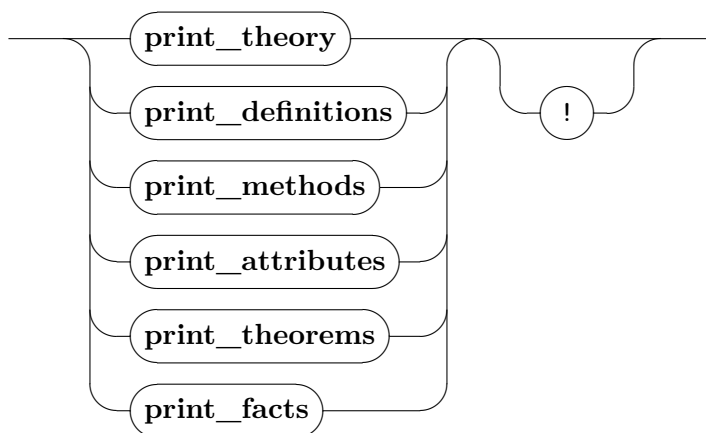 print_theory
!
print_definitions
print_methods
print_attributes
print_theorems
print_facts